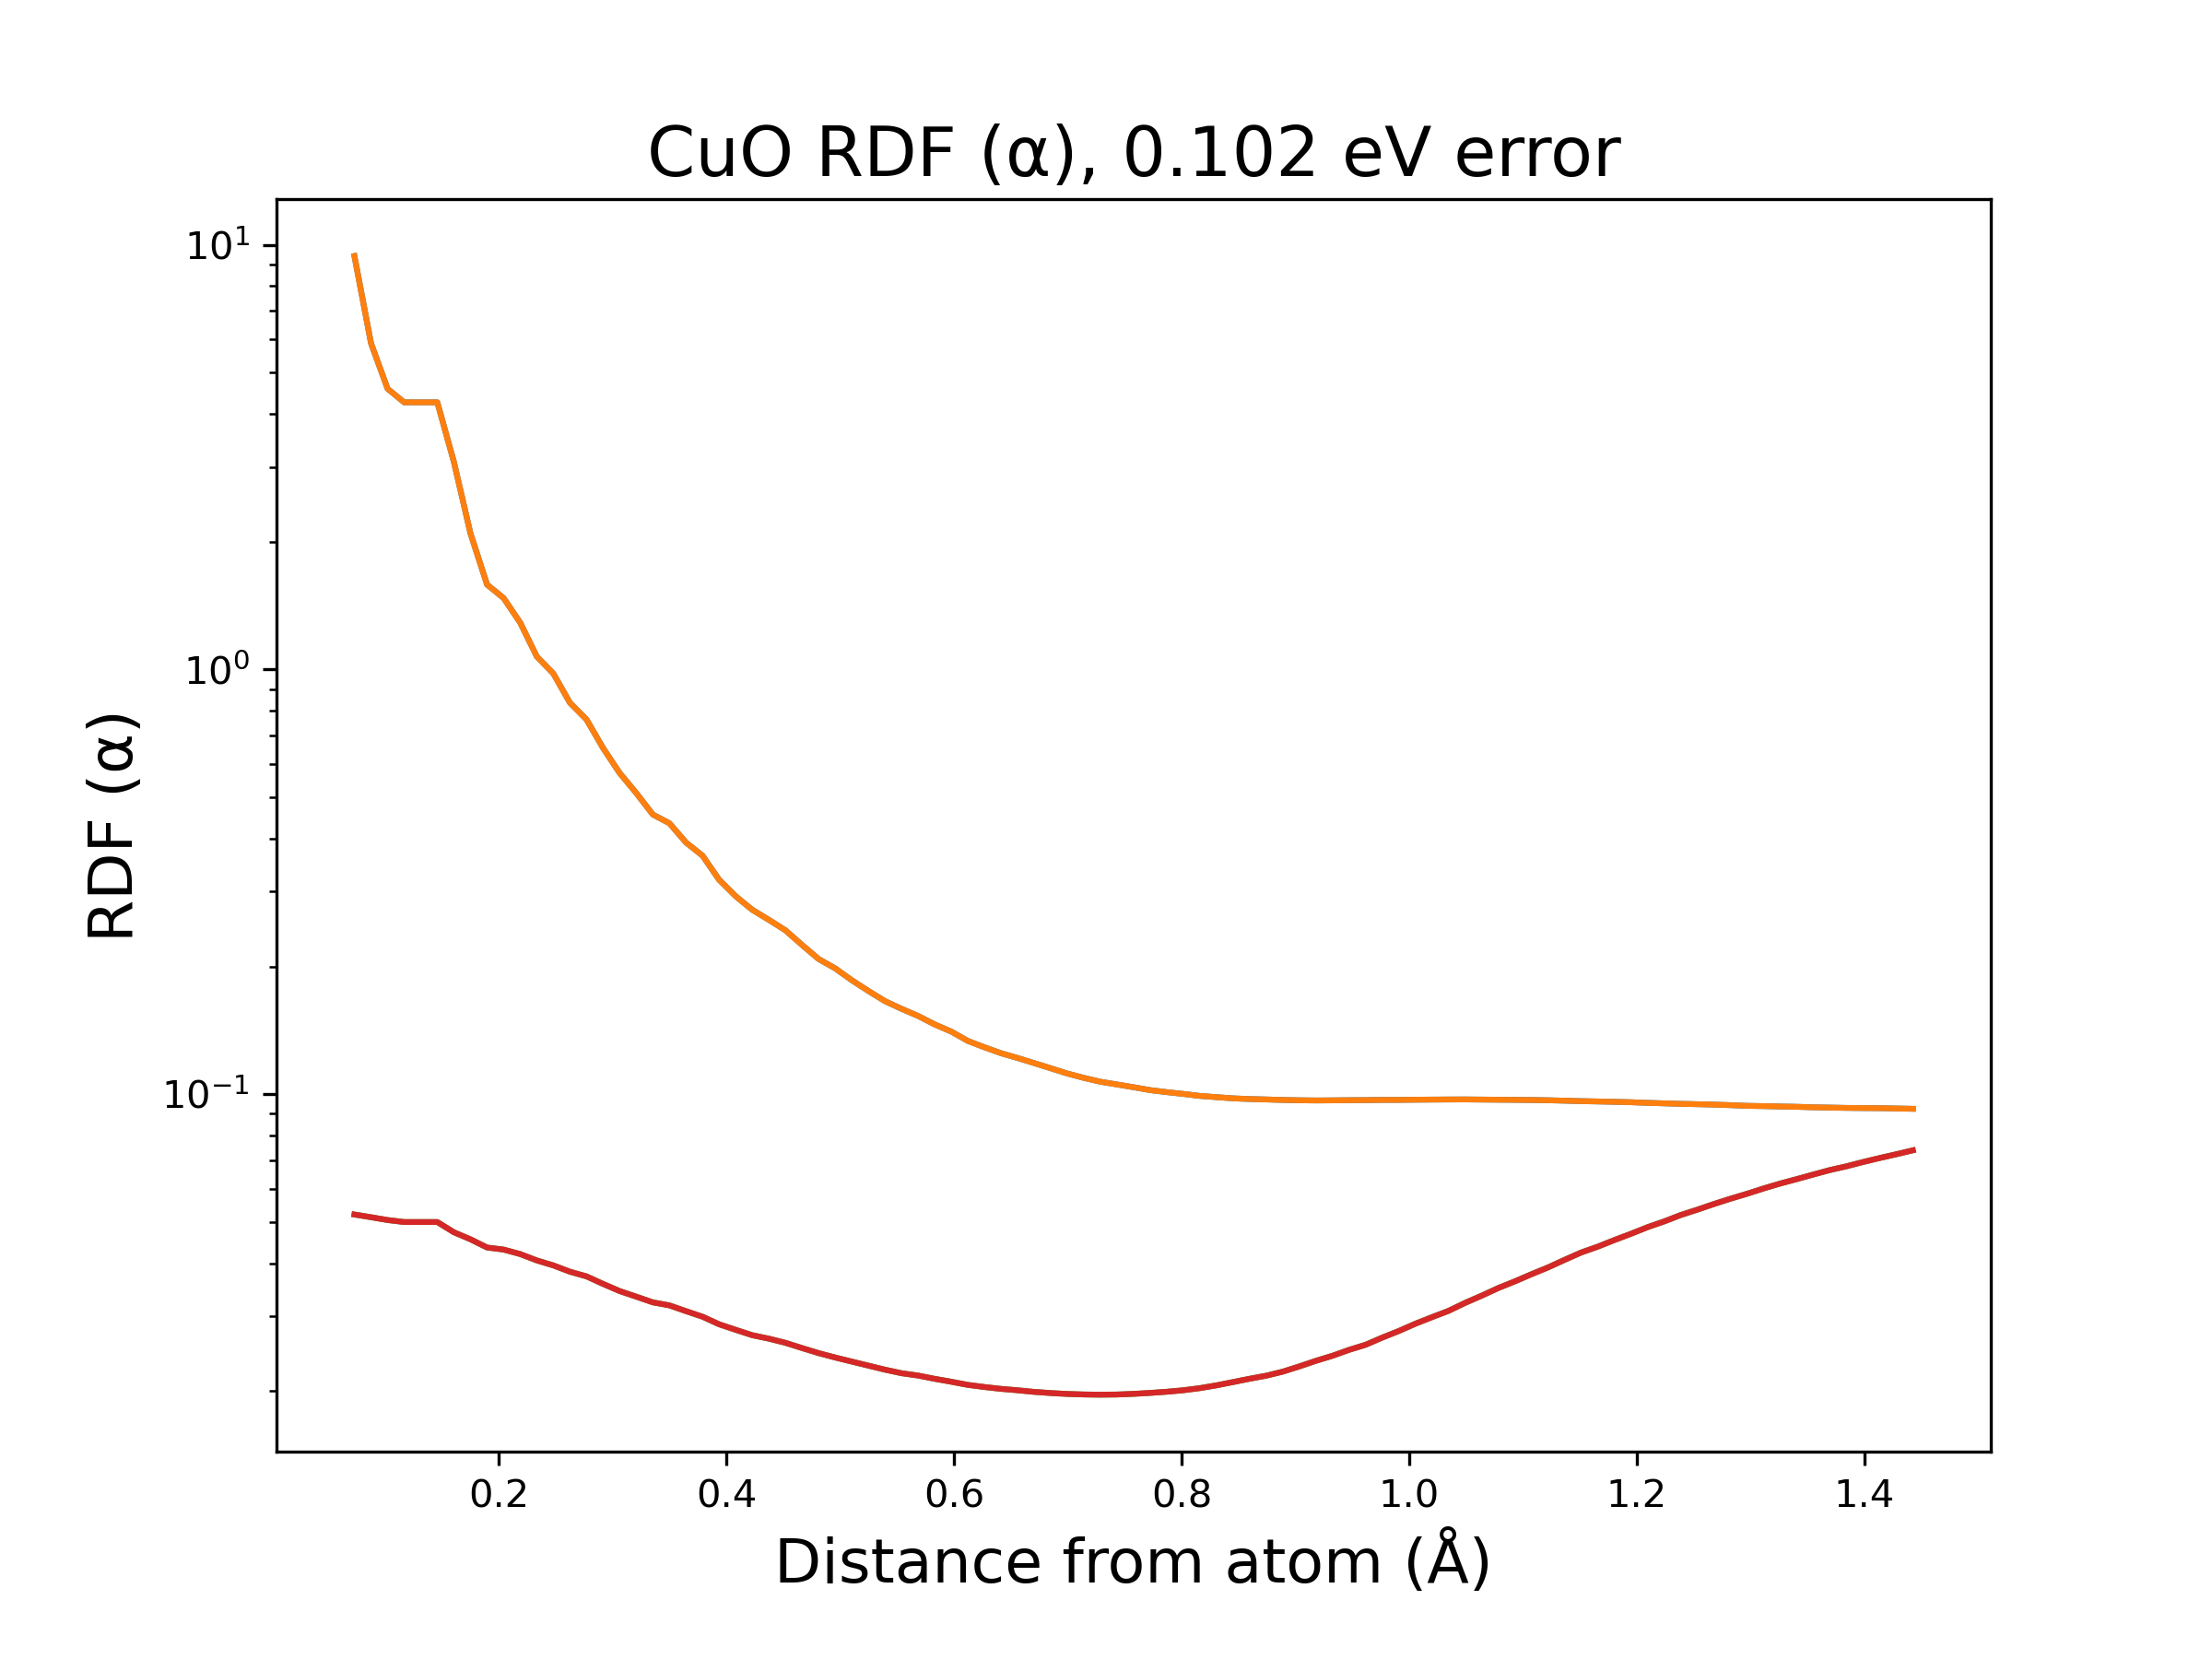 CuO RDF (α), 0.102 eV error
10¹
10⁰
10⁻¹
RDF (α)
0.2 0.4 0.6 0.8 1.0 1.2 1.4
Distance from atom (Å)